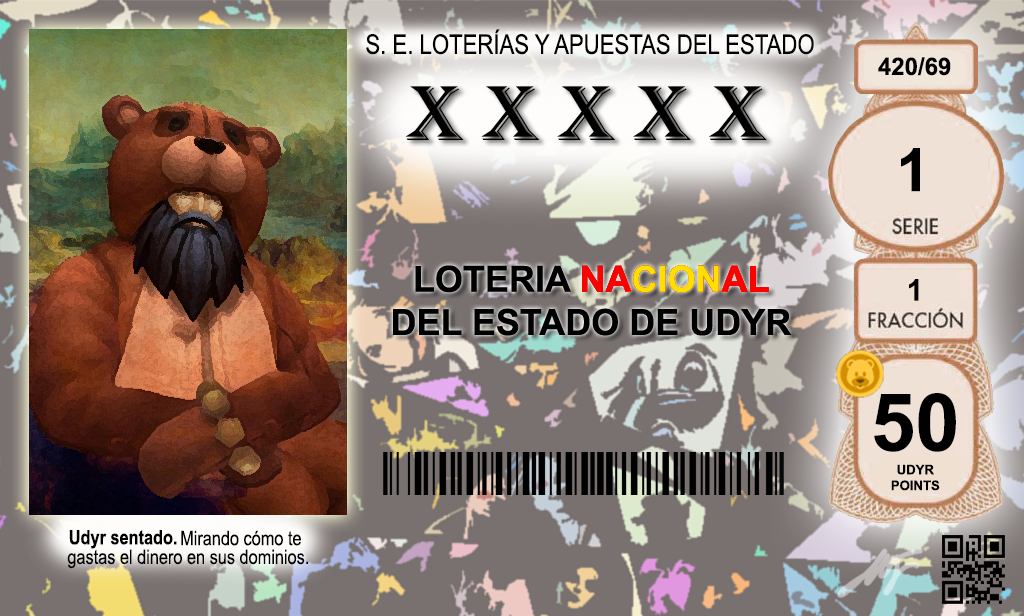 S. E. LOTERÍAS Y APUESTAS DEL ESTADO
X X X X X
420/69
1
SERIE
LOTERIA NACIONAL
DEL ESTADO DE UDYR
1
FRACCIÓN
50
UDYR
POINTS
Udyr sentado. Mirando cómo te
gastas el dinero en sus dominios.